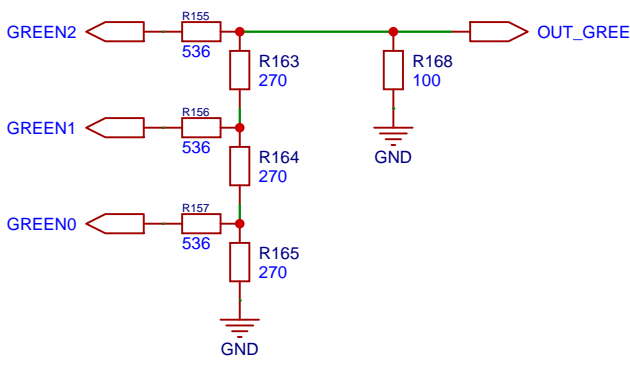 R155
GREEN2
OUT_GREE
536
R163
270
R168
100
R156
GREEN1
536
GND
R164
270
R157
GREEN0
536
R165
270
GND